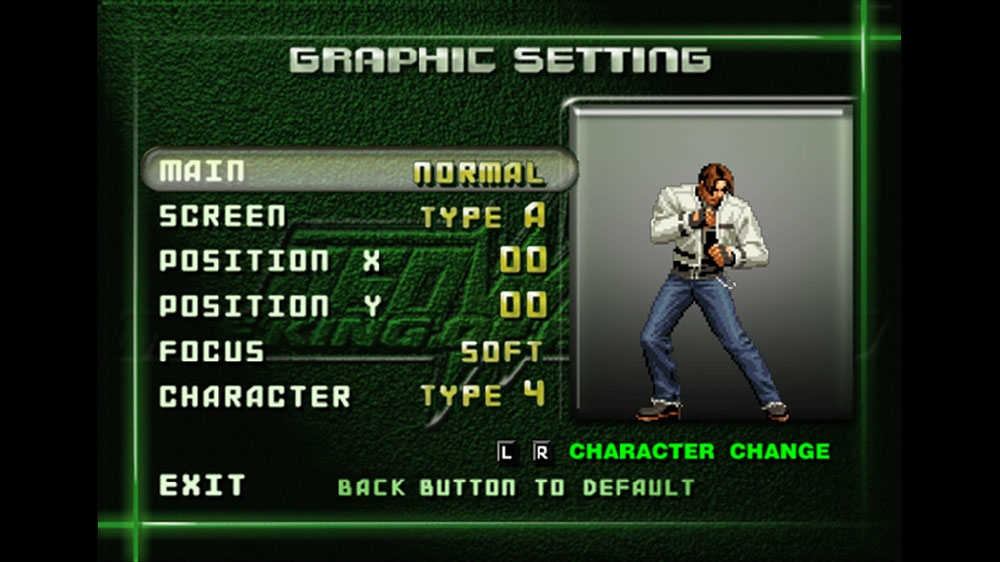 GRAPHIC SETTING
MAIN NORMAL
SCREEN TYPE A
POSITION X 00
POSITION Y 00
FOCUS SOFT
CHARACTER TYPE 4
L R CHARACTER CHANGE
EXIT BACK BUTTON TO DEFAULT